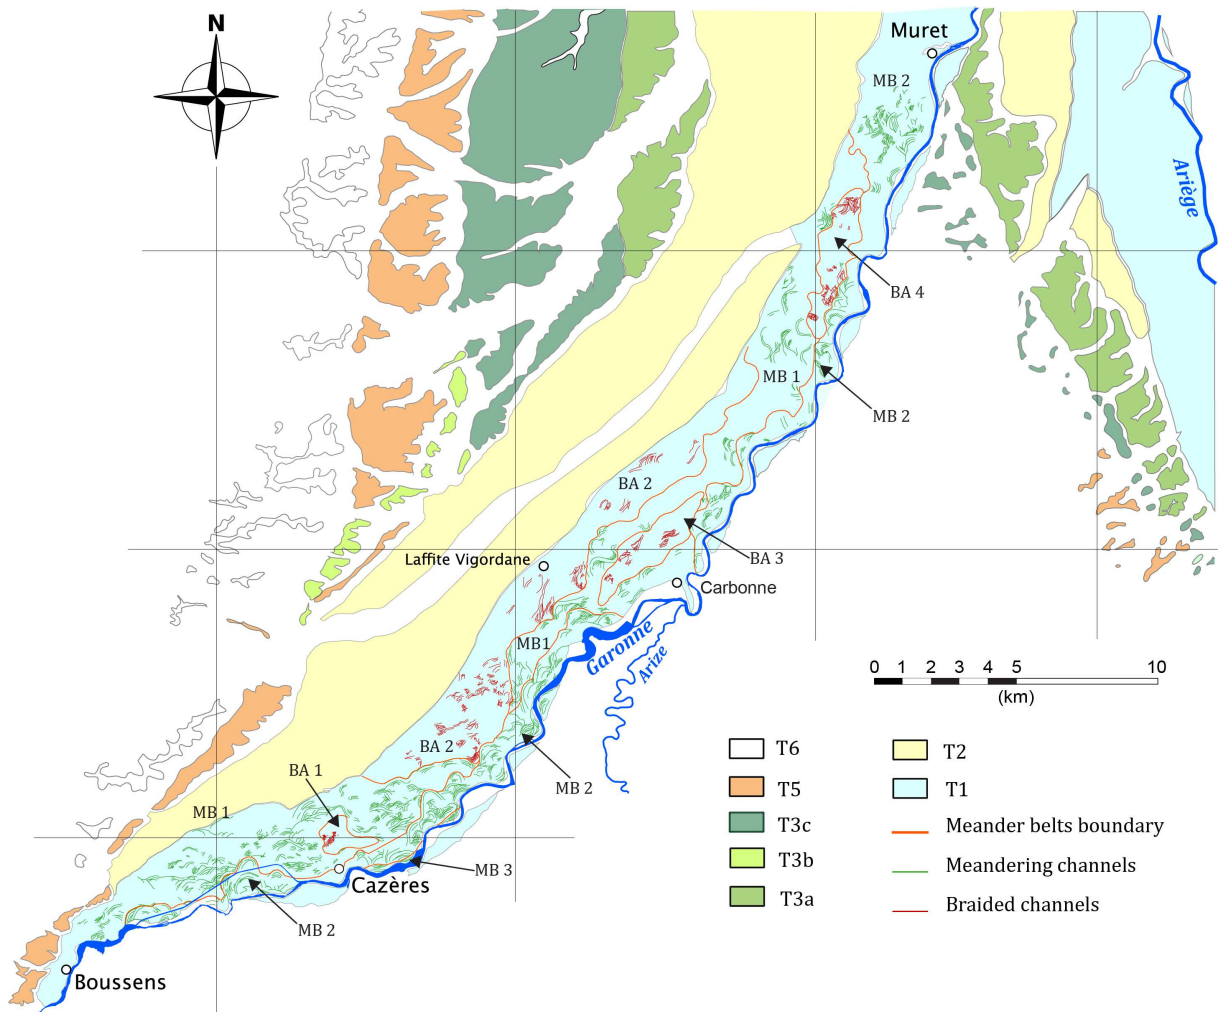 N
Muret
MB 2
Ariège
BA 4
MB 1
MB 2
BA 2
BA 3
Laffite Vigordane
Carbonne
MB1
Garonne
Arize
0 1 2 3 4 5 10
(km)
BA 2
MB 2
BA 1
MB 1
MB 3
Cazères
MB 2
Boussens
T6
T5
T3c
T3b
T3a
T2
T1
Meander belts boundary
Meandering channels
Braided channels